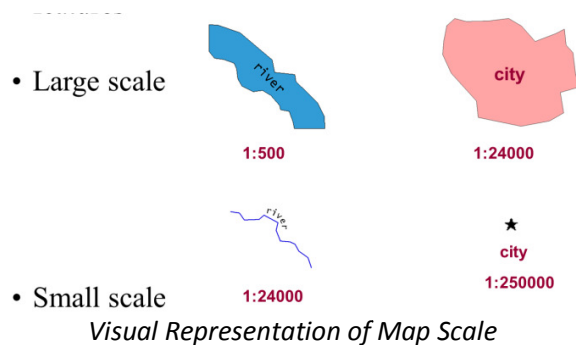 • Large scale
river
city
1:500
1:24000
river
city
1:24000
1:250000
• Small scale
Visual Representation of Map Scale